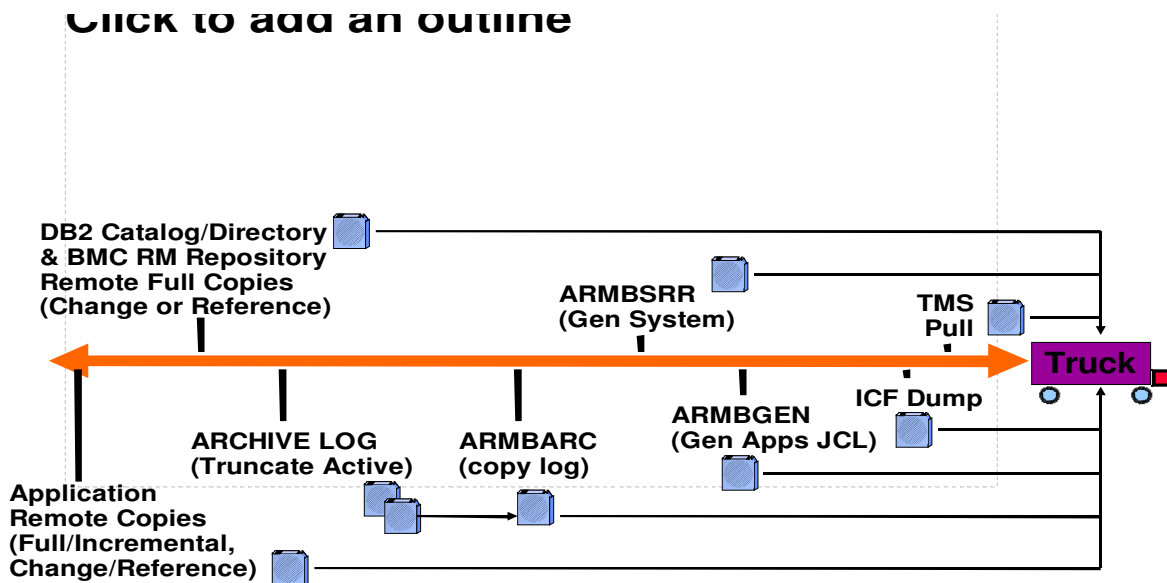 Click to add an outline
DB2 Catalog/Directory
& BMC RM Repository
Remote Full Copies
(Change or Reference)
ARMBSRR
(Gen System)
TMS
Pull
Truck
ICF Dump
ARCHIVE LOG
(Truncate Active)
ARMBARC
(copy log)
ARMBGEN
(Gen Apps JCL)
Application
Remote Copies
(Full/Incremental,
Change/Reference)